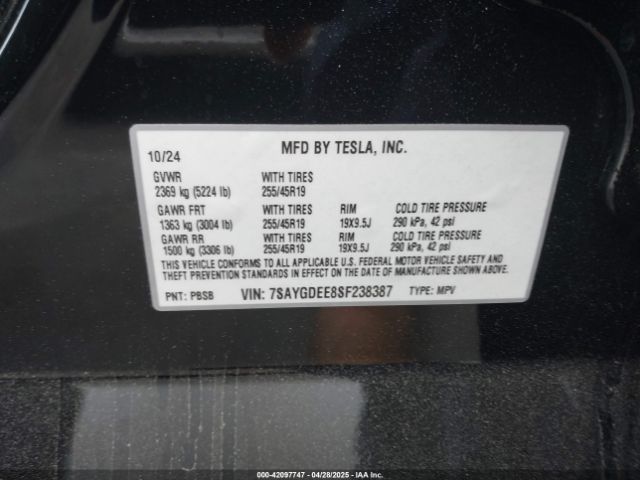 10/24 MFD BY TESLA, INC.
GVWR WITH TIRES
2369 kg (5224 lb) 255/45R19
GAWR FRT WITH TIRES RIM COLD TIRE PRESSURE
1363 kg (3004 lb) 255/45R19 19X9.5J 290 kPa, 42 psi
GAWR RR WITH TIRES RIM COLD TIRE PRESSURE
1500 kg (3306 lb) 255/45R19 19X9.5J 290 kPa, 42 psi
THIS VEHICLE CONFORMS TO ALL APPLICABLE U.S. FEDERAL MOTOR VEHICLE SAFETY AND
THEFT PREVENTION STANDARDS IN EFFECT ON THE DATE OF MANUFACTURE SHOWN ABOVE.
PNT: PBSB VIN: 7SAYGDEE8SF238387 TYPE: MPV
000-42097747 - 04/28/2025 - IAA Inc.